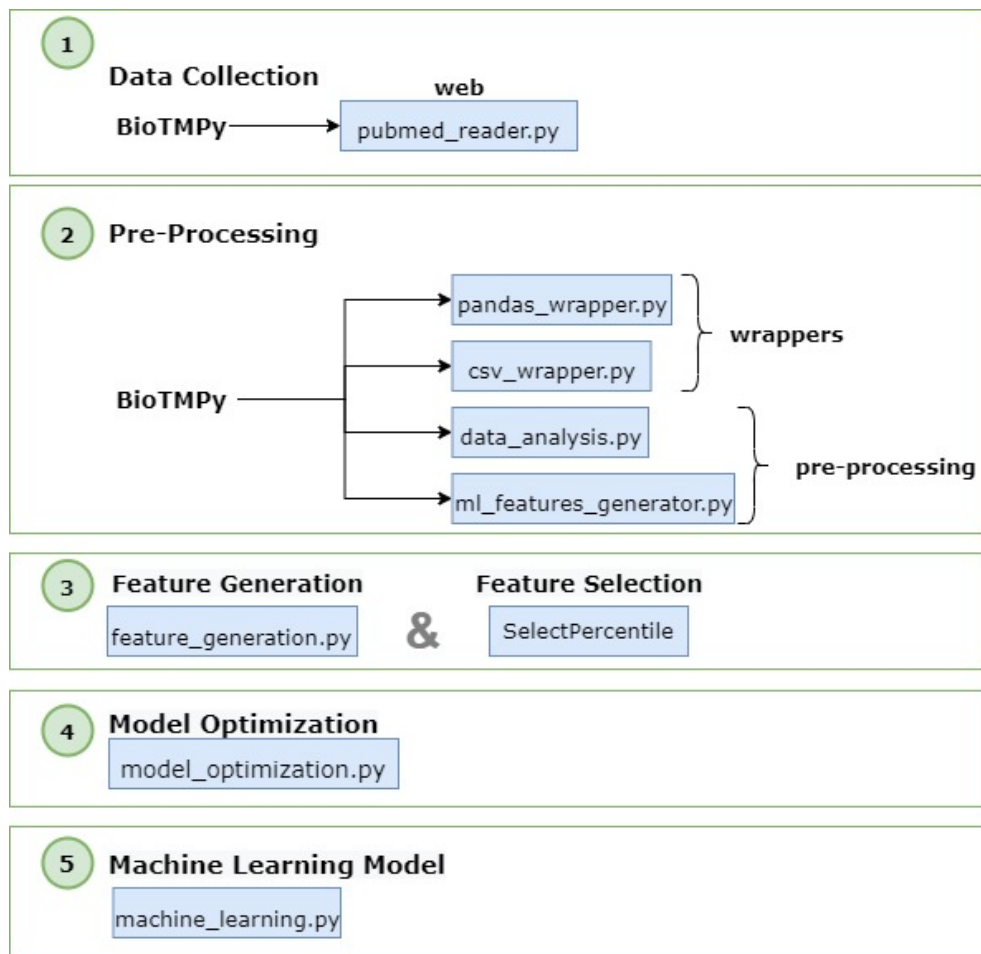 1
Data Collection
web
BioTMPy
pubmed_reader.py
2
Pre-Processing
pandas_wrapper.py
wrappers
csv_wrapper.py
BioTMPy
data_analysis.py
pre-processing
ml_features_generator.py
3
Feature Generation
Feature Selection
feature_generation.py
&
SelectPercentile
4
Model Optimization
model_optimization.py
5
Machine Learning Model
machine_learning.py